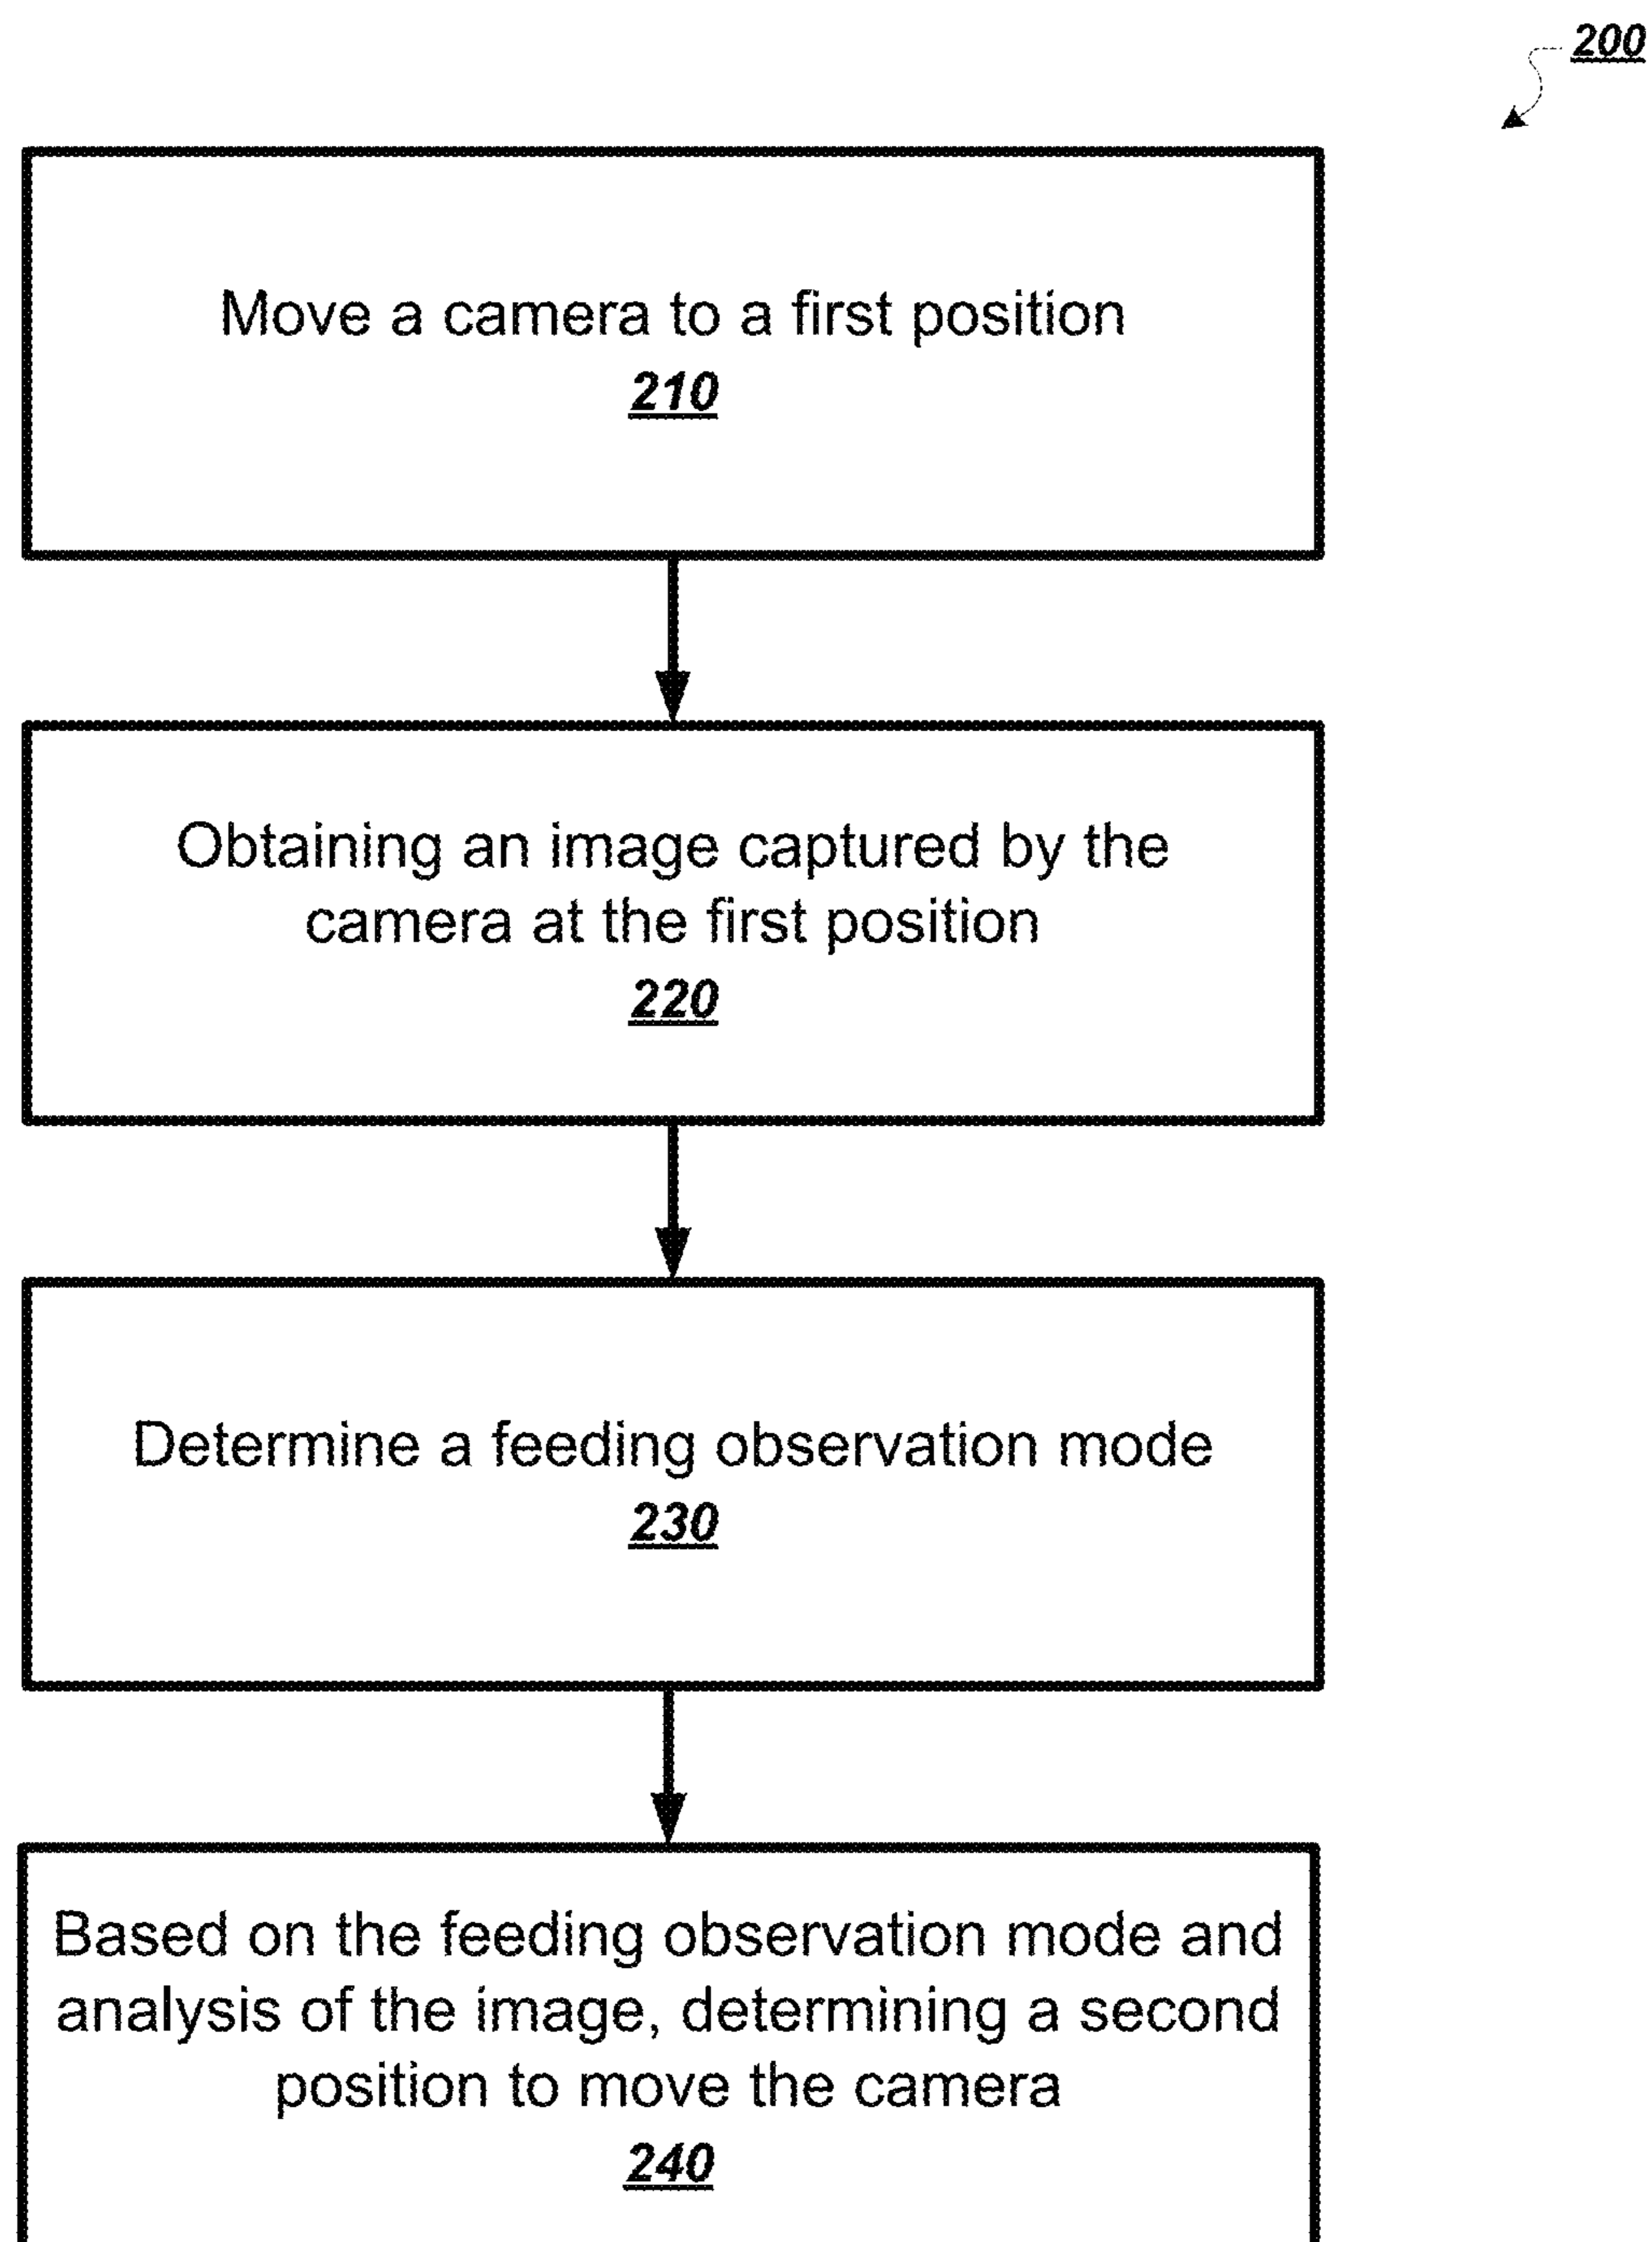 200
Move a camera to a first position
210
Obtaining an image captured by the
camera at the first position
220
Determine a feeding observation mode
230
Based on the feeding observation mode and
analysis of the image, determining a second
position to move the camera
240